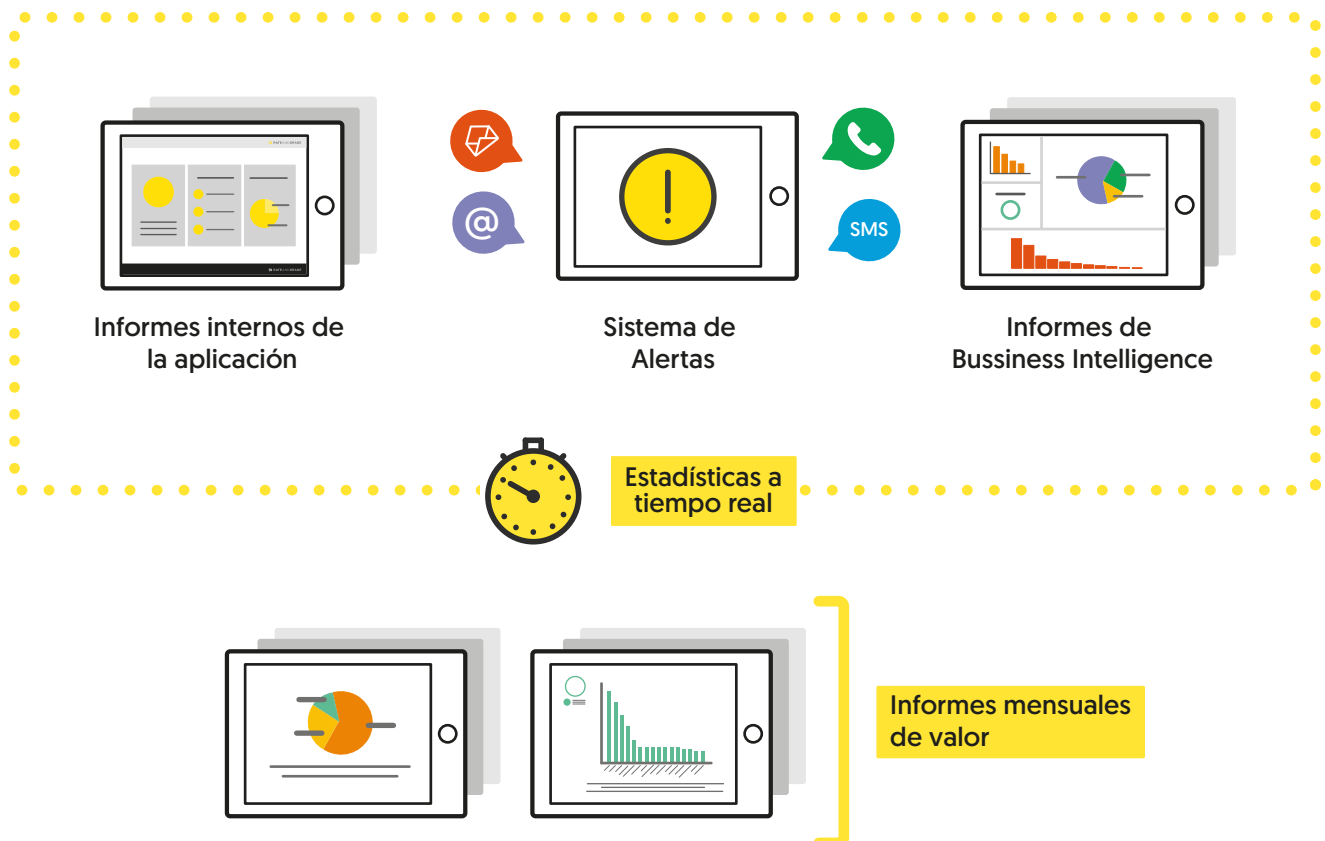 Informes internos de
la aplicación
@
Sistema de
Alertas
SMS
Informes de
Bussiness Intelligence
Estadísticas a
tiempo real
Informes mensuales
de valor